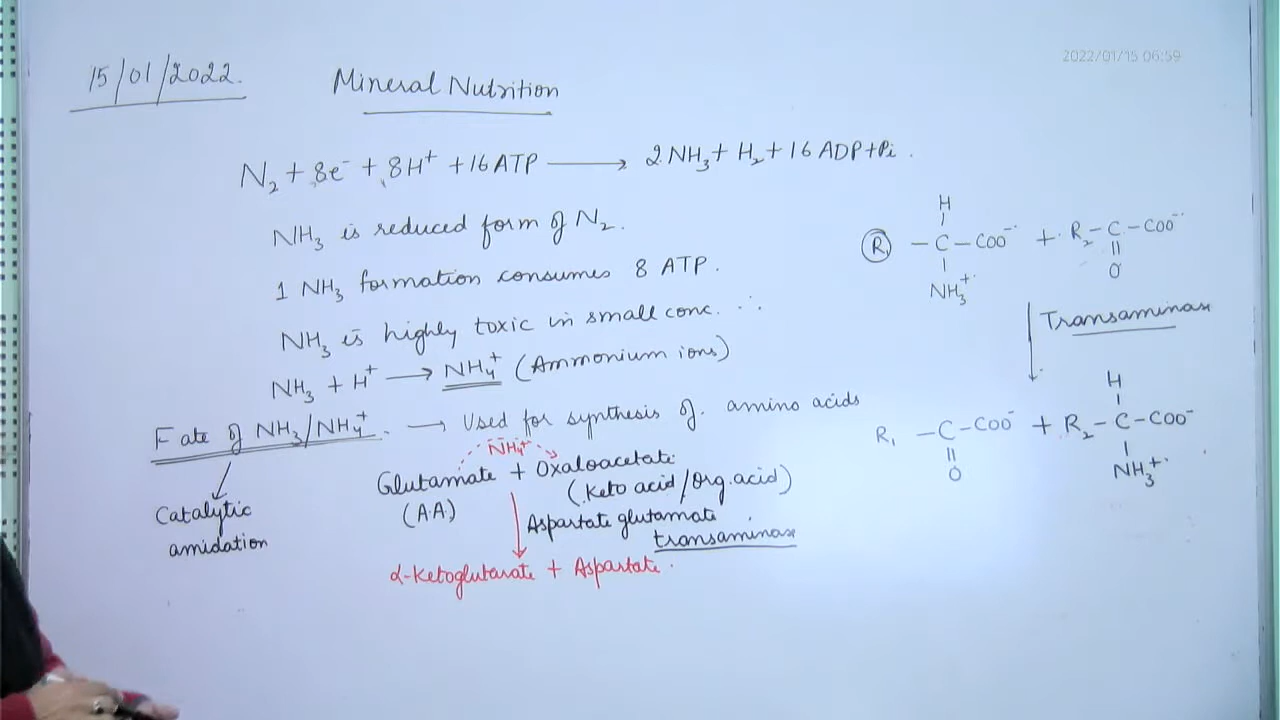 2022/01/15 06:59
15/01/2022.
Mineral Nutrition
N₂ + 8e⁻ + 8H⁺ + 16 ATP ⟶ 2NH₃ + H₂ + 16 ADP + Pi.
NH₃ is reduced form of N₂.
1 NH₃ formation consumes 8 ATP.
NH₃ is highly toxic in small conc. ∴
NH₃ + H⁺ ⟶ NH₄⁺ (Ammonium ions)
Fate of NH₃/NH₄⁺. ⟶ Used for synthesis of. amino acids
Catalytic
amidation
NH₄⁺
Glutamate + Oxaloacetate
(A.A) (Keto acid/Org. acid)
Aspartate glutamate
transaminase
α-Ketoglutarate + Aspartate.
H
R₁ – C – COO⁻ + R₂ – C – COO⁻
NH₃⁺ O
Transaminase
H
R₁ – C – COO⁻ + R₂ – C – COO⁻
O NH₃⁺